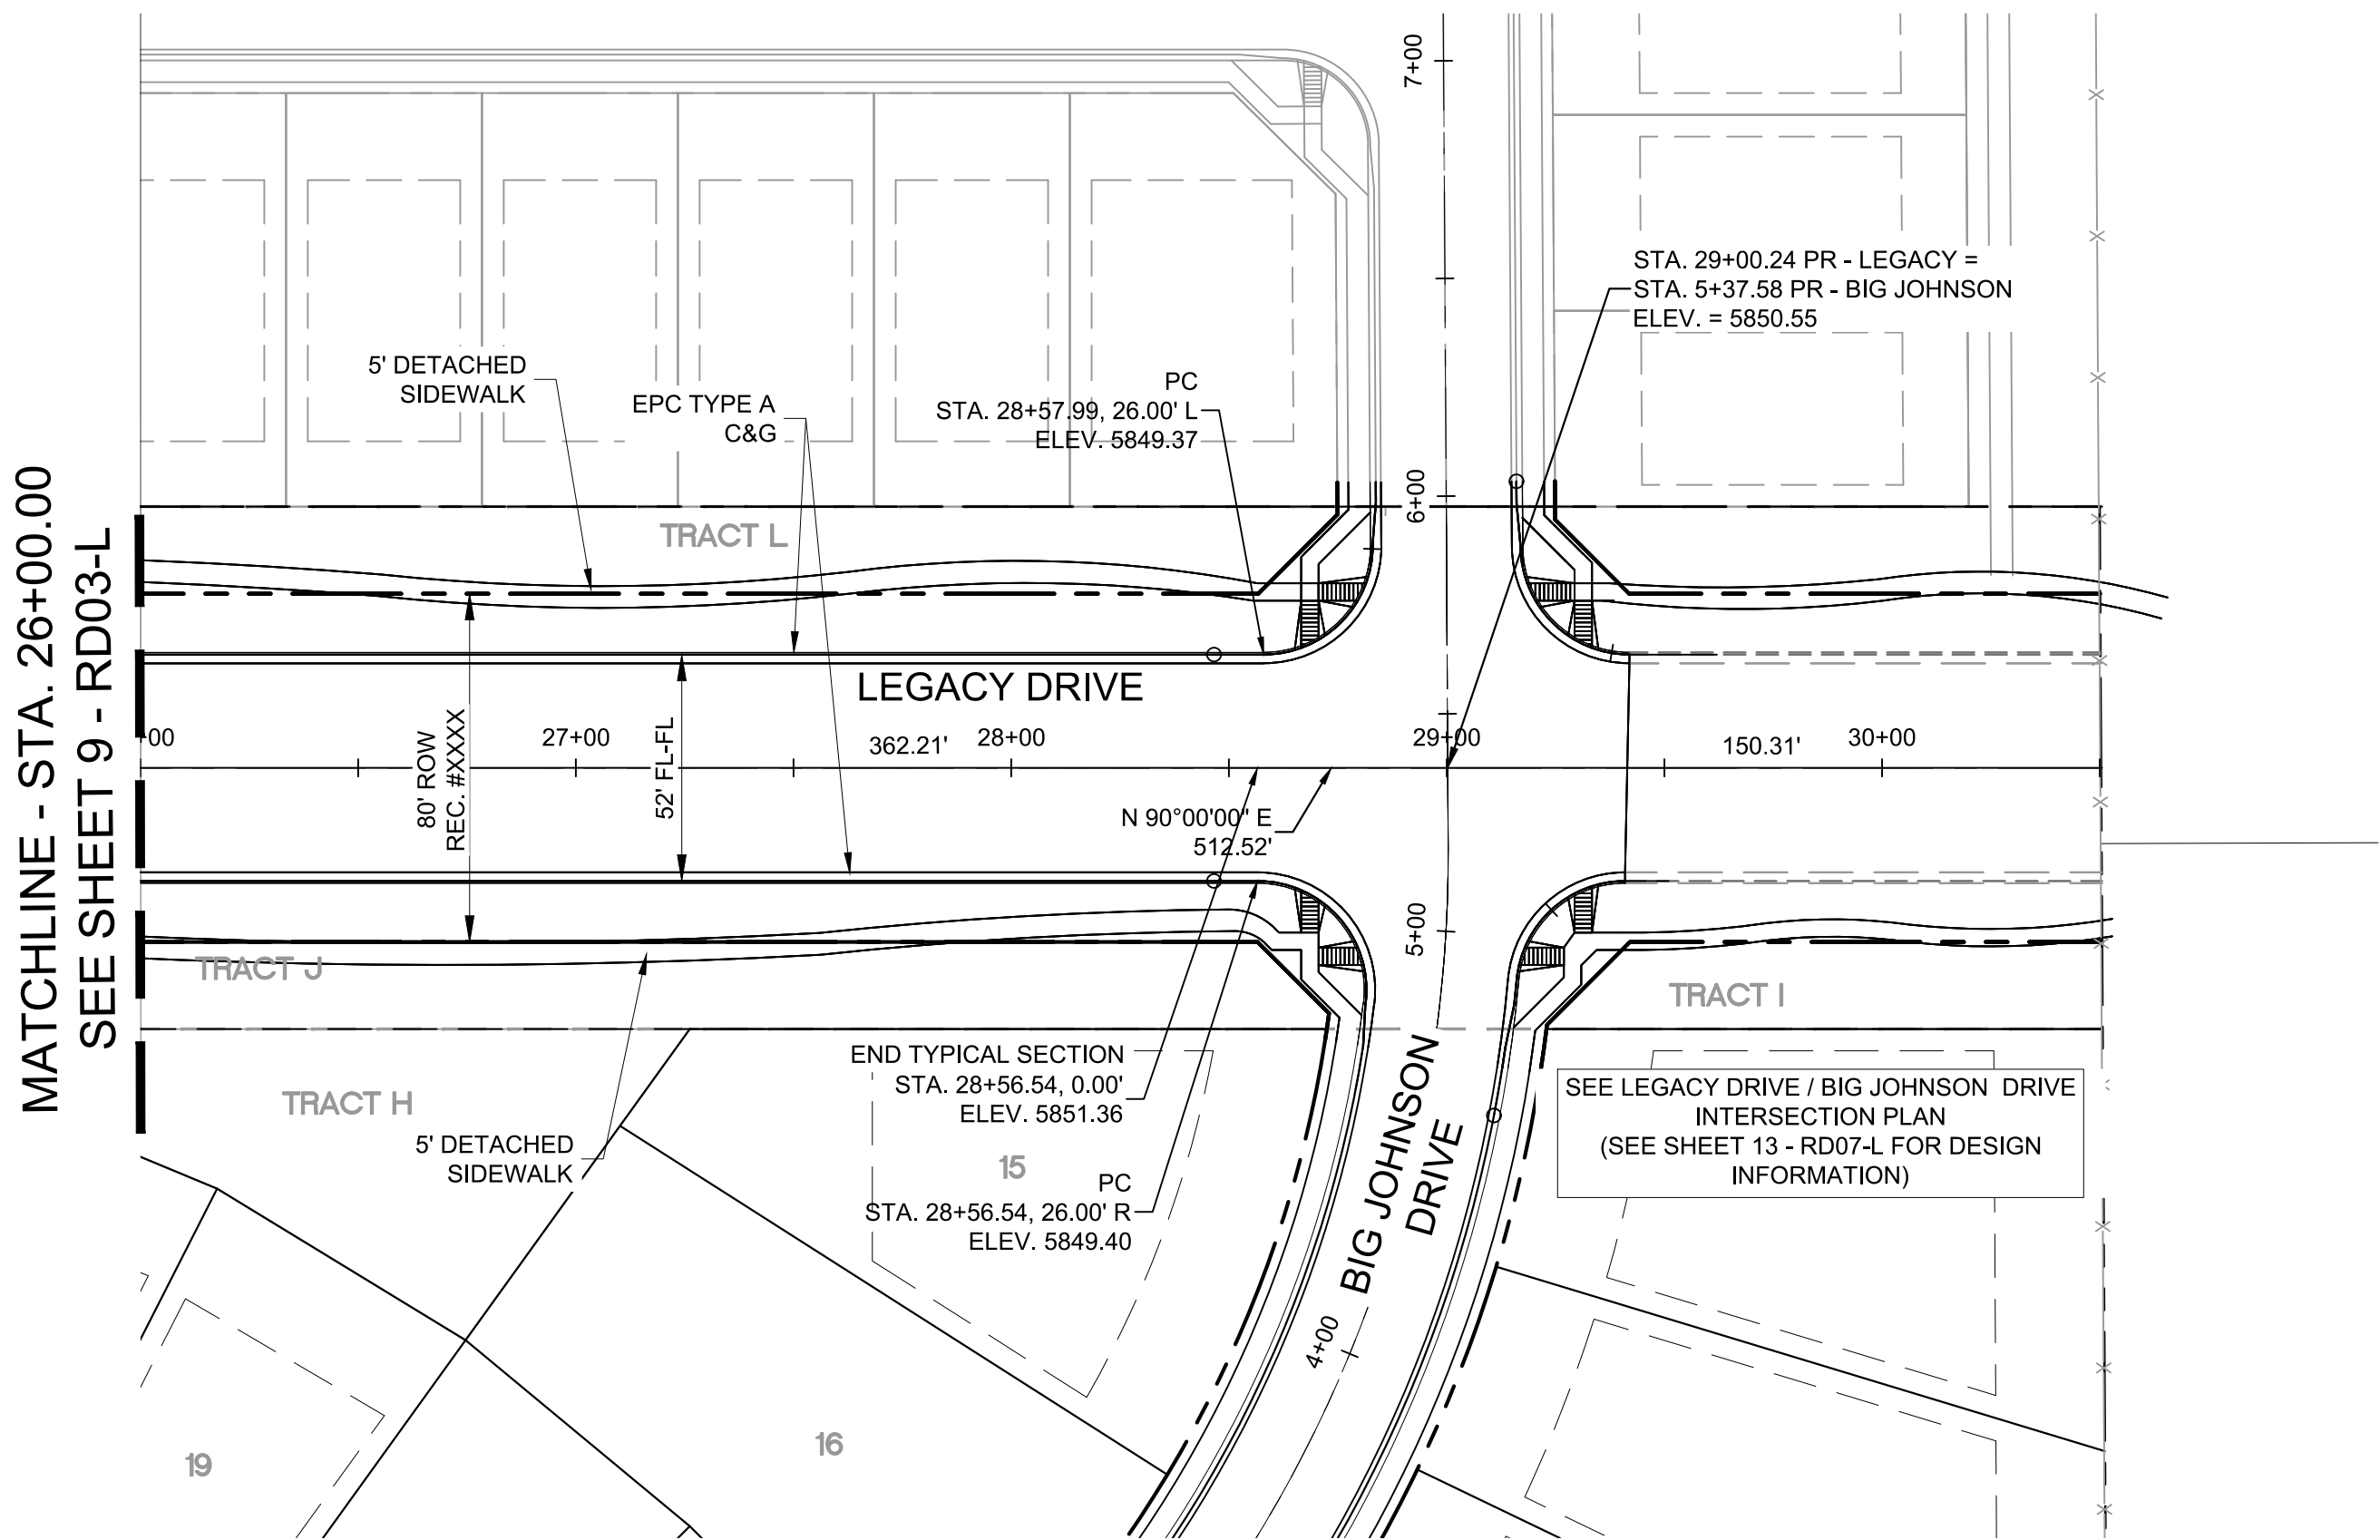 MATCHLINE - STA. 26+00.00
SEE SHEET 9 - RD03-L
7+00
STA. 29+00.24 PR - LEGACY =
STA. 5+37.58 PR - BIG JOHNSON
ELEV. = 5850.55
5' DETACHED
SIDEWALK
EPC TYPE A
C&G
PC
STA. 28+57.99, 26.00' L
ELEV. 5849.37
6+00
TRACT L
LEGACY DRIVE
+00
27+00
362.21'
28+00
29+00
150.31'
30+00
80' ROW
REC. #XXXX
52' FL-FL
N 90°00'00" E
512.52'
5+00
TRACT J
TRACT I
TRACT H
END TYPICAL SECTION
STA. 28+56.54, 0.00'
ELEV. 5851.36
5' DETACHED
SIDEWALK
15
PC
STA. 28+56.54, 26.00' R
ELEV. 5849.40
BIG JOHNSON
DRIVE
SEE LEGACY DRIVE / BIG JOHNSON DRIVE
INTERSECTION PLAN
(SEE SHEET 13 - RD07-L FOR DESIGN
INFORMATION)
4+00
16
19